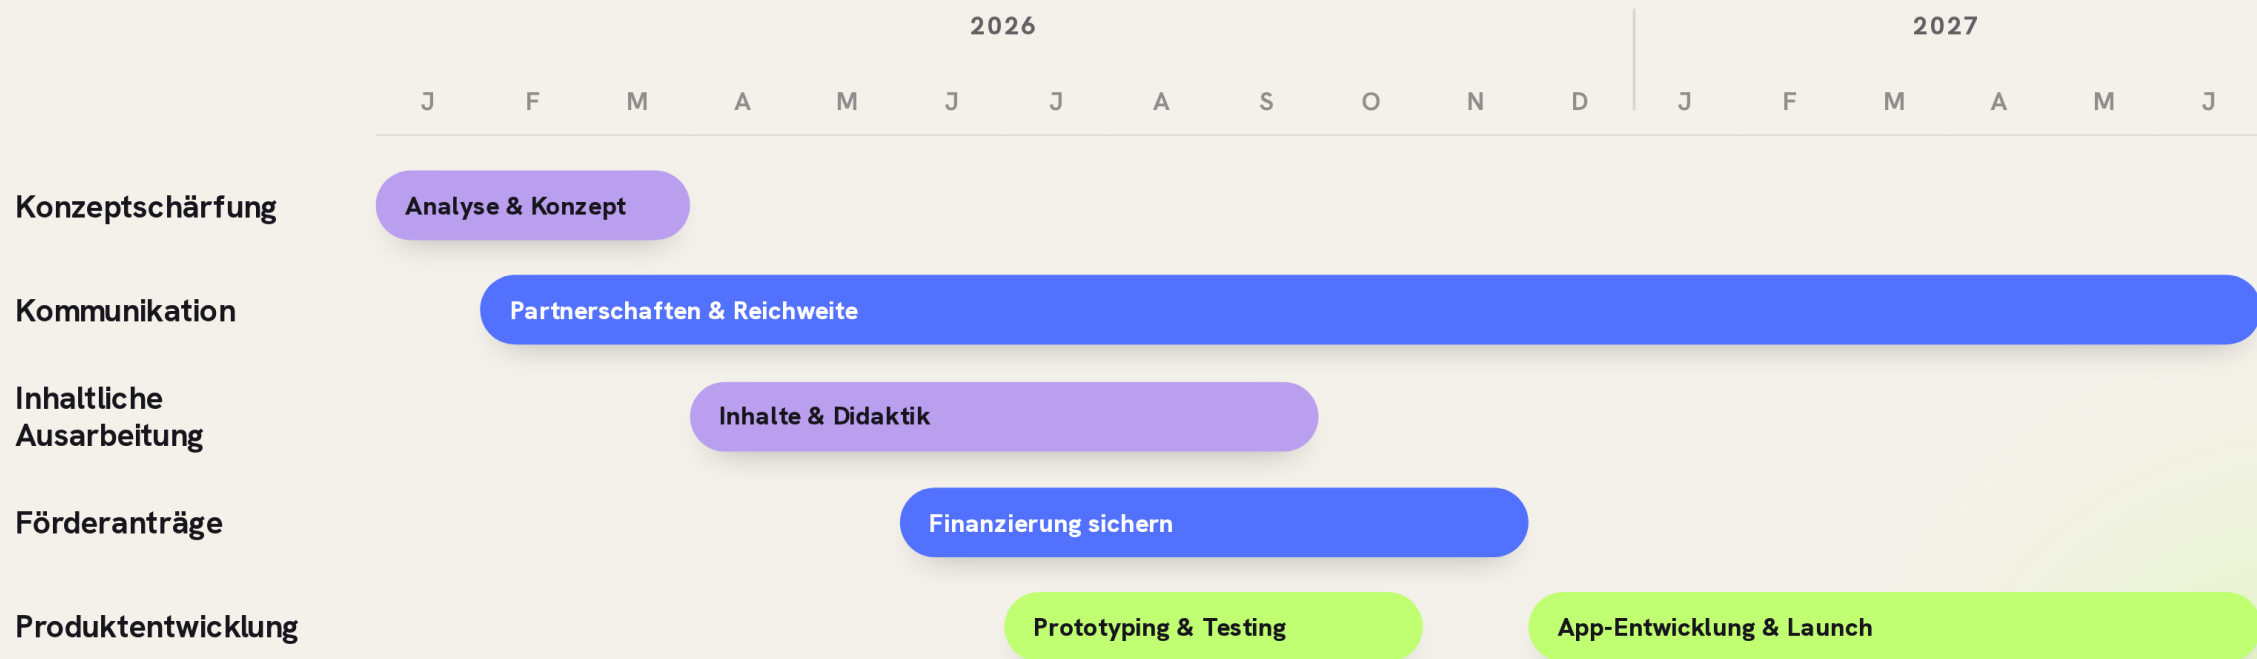 2026 2027
J F M A M J J A S O N D J F M A M J
Konzeptschärfung Analyse & Konzept
Kommunikation Partnerschaften & Reichweite
Inhaltliche
Ausarbeitung
Inhalte & Didaktik
Förderanträge Finanzierung sichern
Produktentwicklung Prototyping & Testing App-Entwicklung & Launch